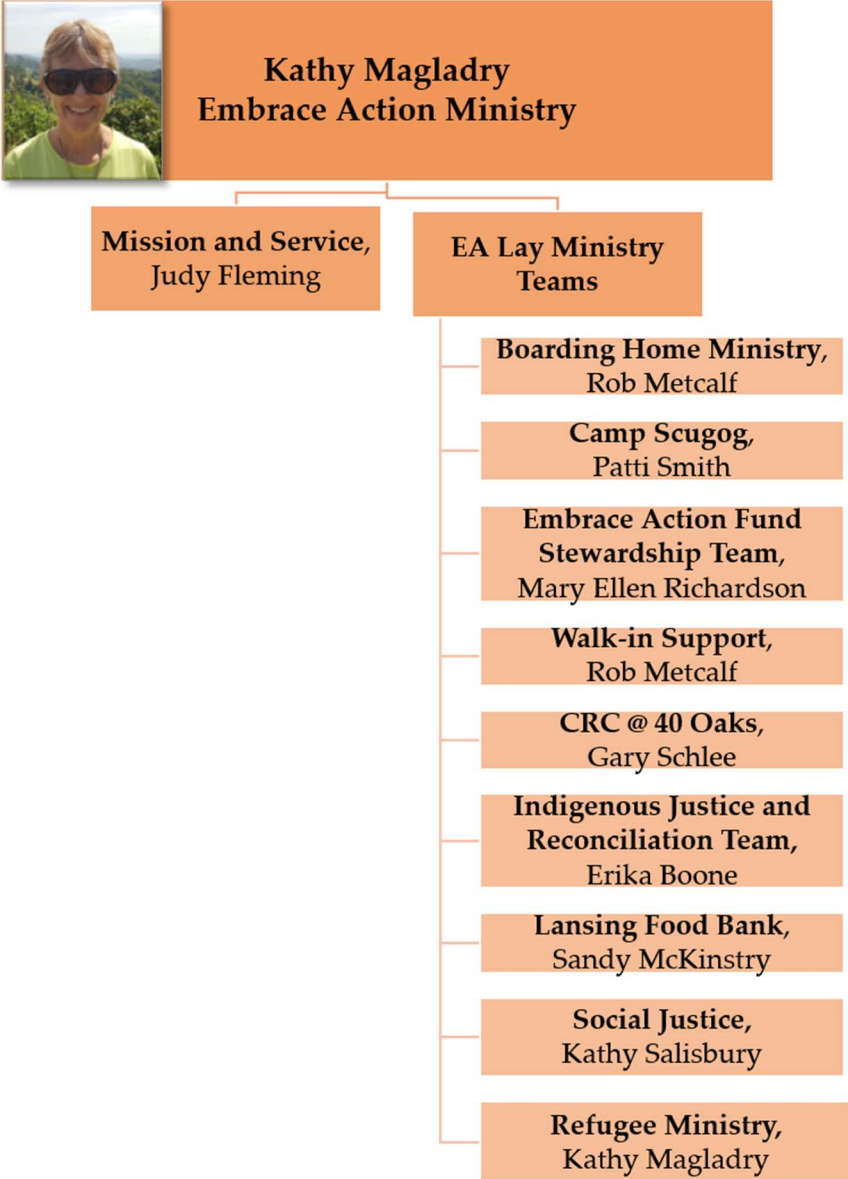 Kathy Magladry
Embrace Action Ministry
Mission and Service,
Judy Fleming
EA Lay Ministry
Teams
Boarding Home Ministry,
Rob Metcalf
Camp Scugog,
Patti Smith
Embrace Action Fund
Stewardship Team,
Mary Ellen Richardson
Walk-in Support,
Rob Metcalf
CRC @ 40 Oaks,
Gary Schlee
Indigenous Justice and
Reconciliation Team,
Erika Boone
Lansing Food Bank,
Sandy McKinstry
Social Justice,
Kathy Salisbury
Refugee Ministry,
Kathy Magladry